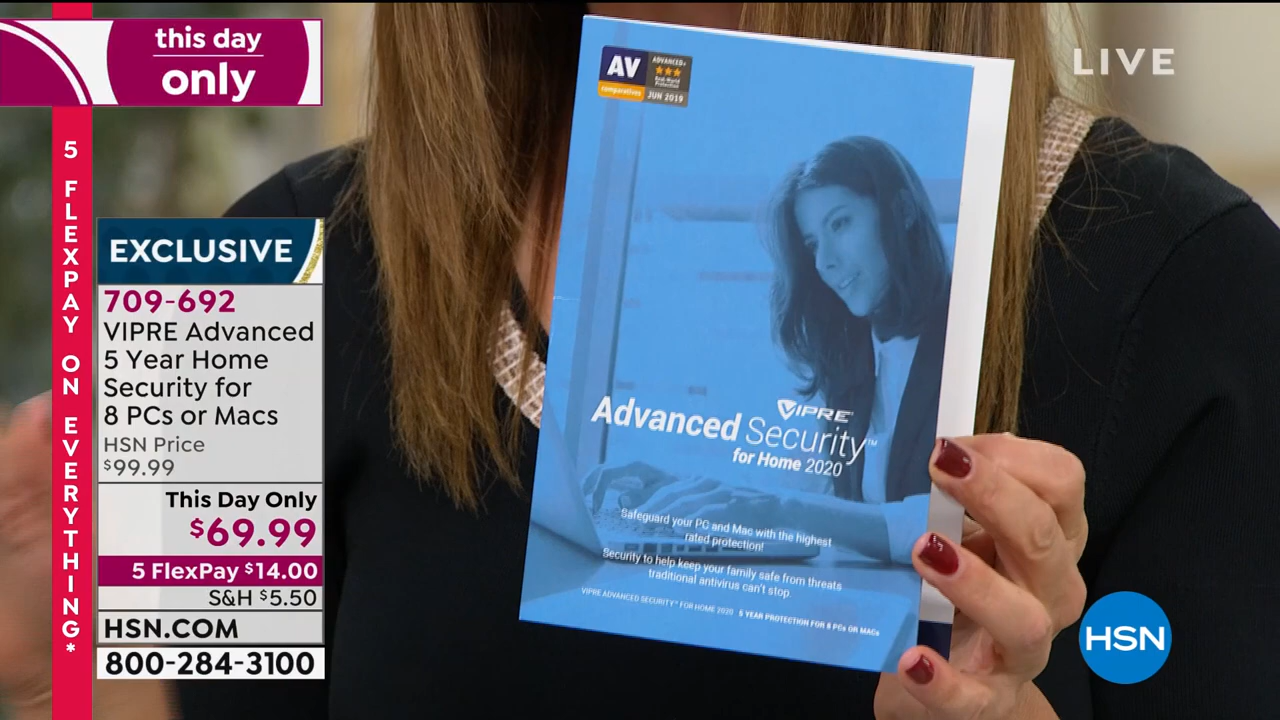 this day
only
LIVE
5 FLEXPAY ON EVERYTHING*
EXCLUSIVE
709-692
VIPRE Advanced
5 Year Home
Security for
8 PCs or Macs
HSN Price
$99.99
This Day Only
$69.99
5 FlexPay $14.00
S&H $5.50
HSN.COM
800-284-3100
AV
comparatives
ADVANCED+
Real-World
Protection
JUN 2019
VIPRE
Advanced Security™
for Home 2020
Safeguard your PC and Mac with the highest
rated protection!
Security to help keep your family safe from threats
traditional antivirus can't stop
VIPRE ADVANCED SECURITY™ FOR HOME 2020 5 YEAR PROTECTION FOR 8 PCs OR MACs
HSN